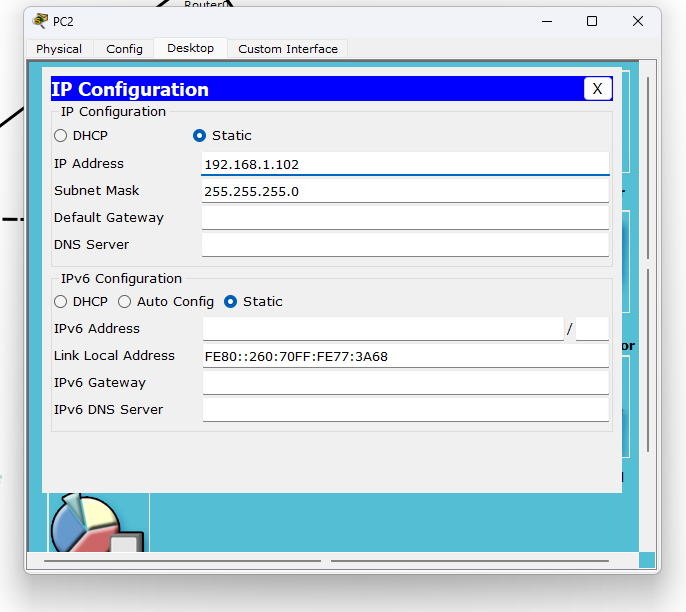 Router0
PC2
Physical Config Desktop Custom Interface
IP Configuration X
IP Configuration
DHCP Static
IP Address 192.168.1.102
Subnet Mask 255.255.255.0
Default Gateway
DNS Server
IPv6 Configuration
DHCP Auto Config Static
IPv6 Address /
or
Link Local Address FE80::260:70FF:FE77:3A68
IPv6 Gateway
IPv6 DNS Server